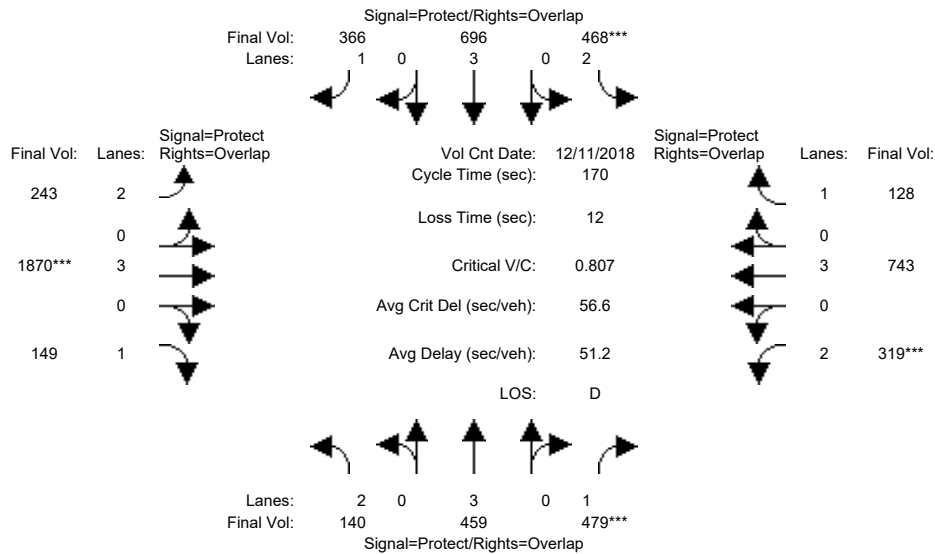 Signal=Protect/Rights=Overlap
Final Vol: 366 696 468***
Lanes: 1 0 3 0 2
Signal=Protect
Final Vol: Lanes: Rights=Overlap
Vol Cnt Date: 12/11/2018
Signal=Protect
Rights=Overlap Lanes: Final Vol:
Cycle Time (sec): 170
243 2
1 128
Loss Time (sec): 12
0
0
1870*** 3
Critical V/C: 0.807
3 743
0
Avg Crit Del (sec/veh): 56.6
0
149 1
Avg Delay (sec/veh): 51.2
2 319***
LOS: D
Lanes: 2 0 3 0 1
Final Vol: 140 459 479***
Signal=Protect/Rights=Overlap